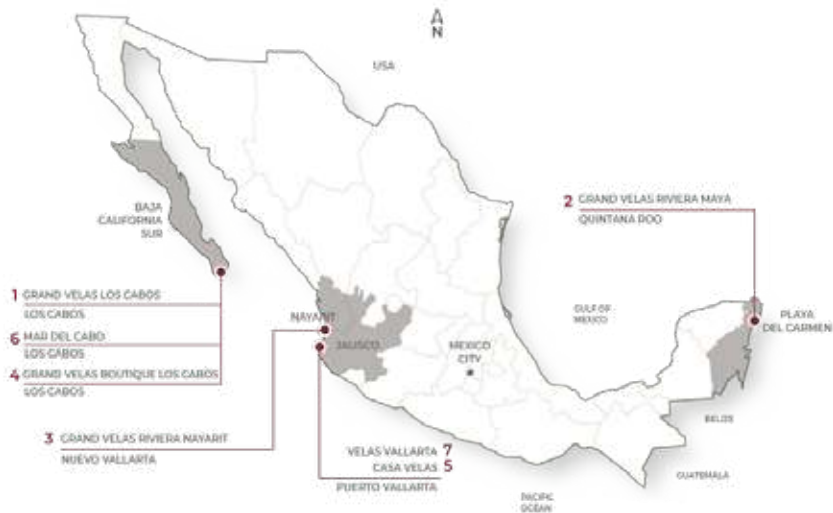 N
USA
BAJA
CALIFORNIA
SUR
2 GRAND VELAS RIVIERA MAYA
QUINTANA ROO
1 GRAND VELAS LOS CABOS
LOS CABOS
6 MAR DEL CABO
LOS CABOS
4 GRAND VELAS BOUTIQUE LOS CABOS
LOS CABOS
NAYARIT
JALISCO
MEXICO
CITY
GULF OF
MEXICO
PLAYA
DEL CARMEN
3 GRAND VELAS RIVIERA NAYARIT
NUEVO VALLARTA
VELAS VALLARTA 7
CASA VELAS 5
PUERTO VALLARTA
BELOS
GUATEMALA
PACIFIC
OCEAN